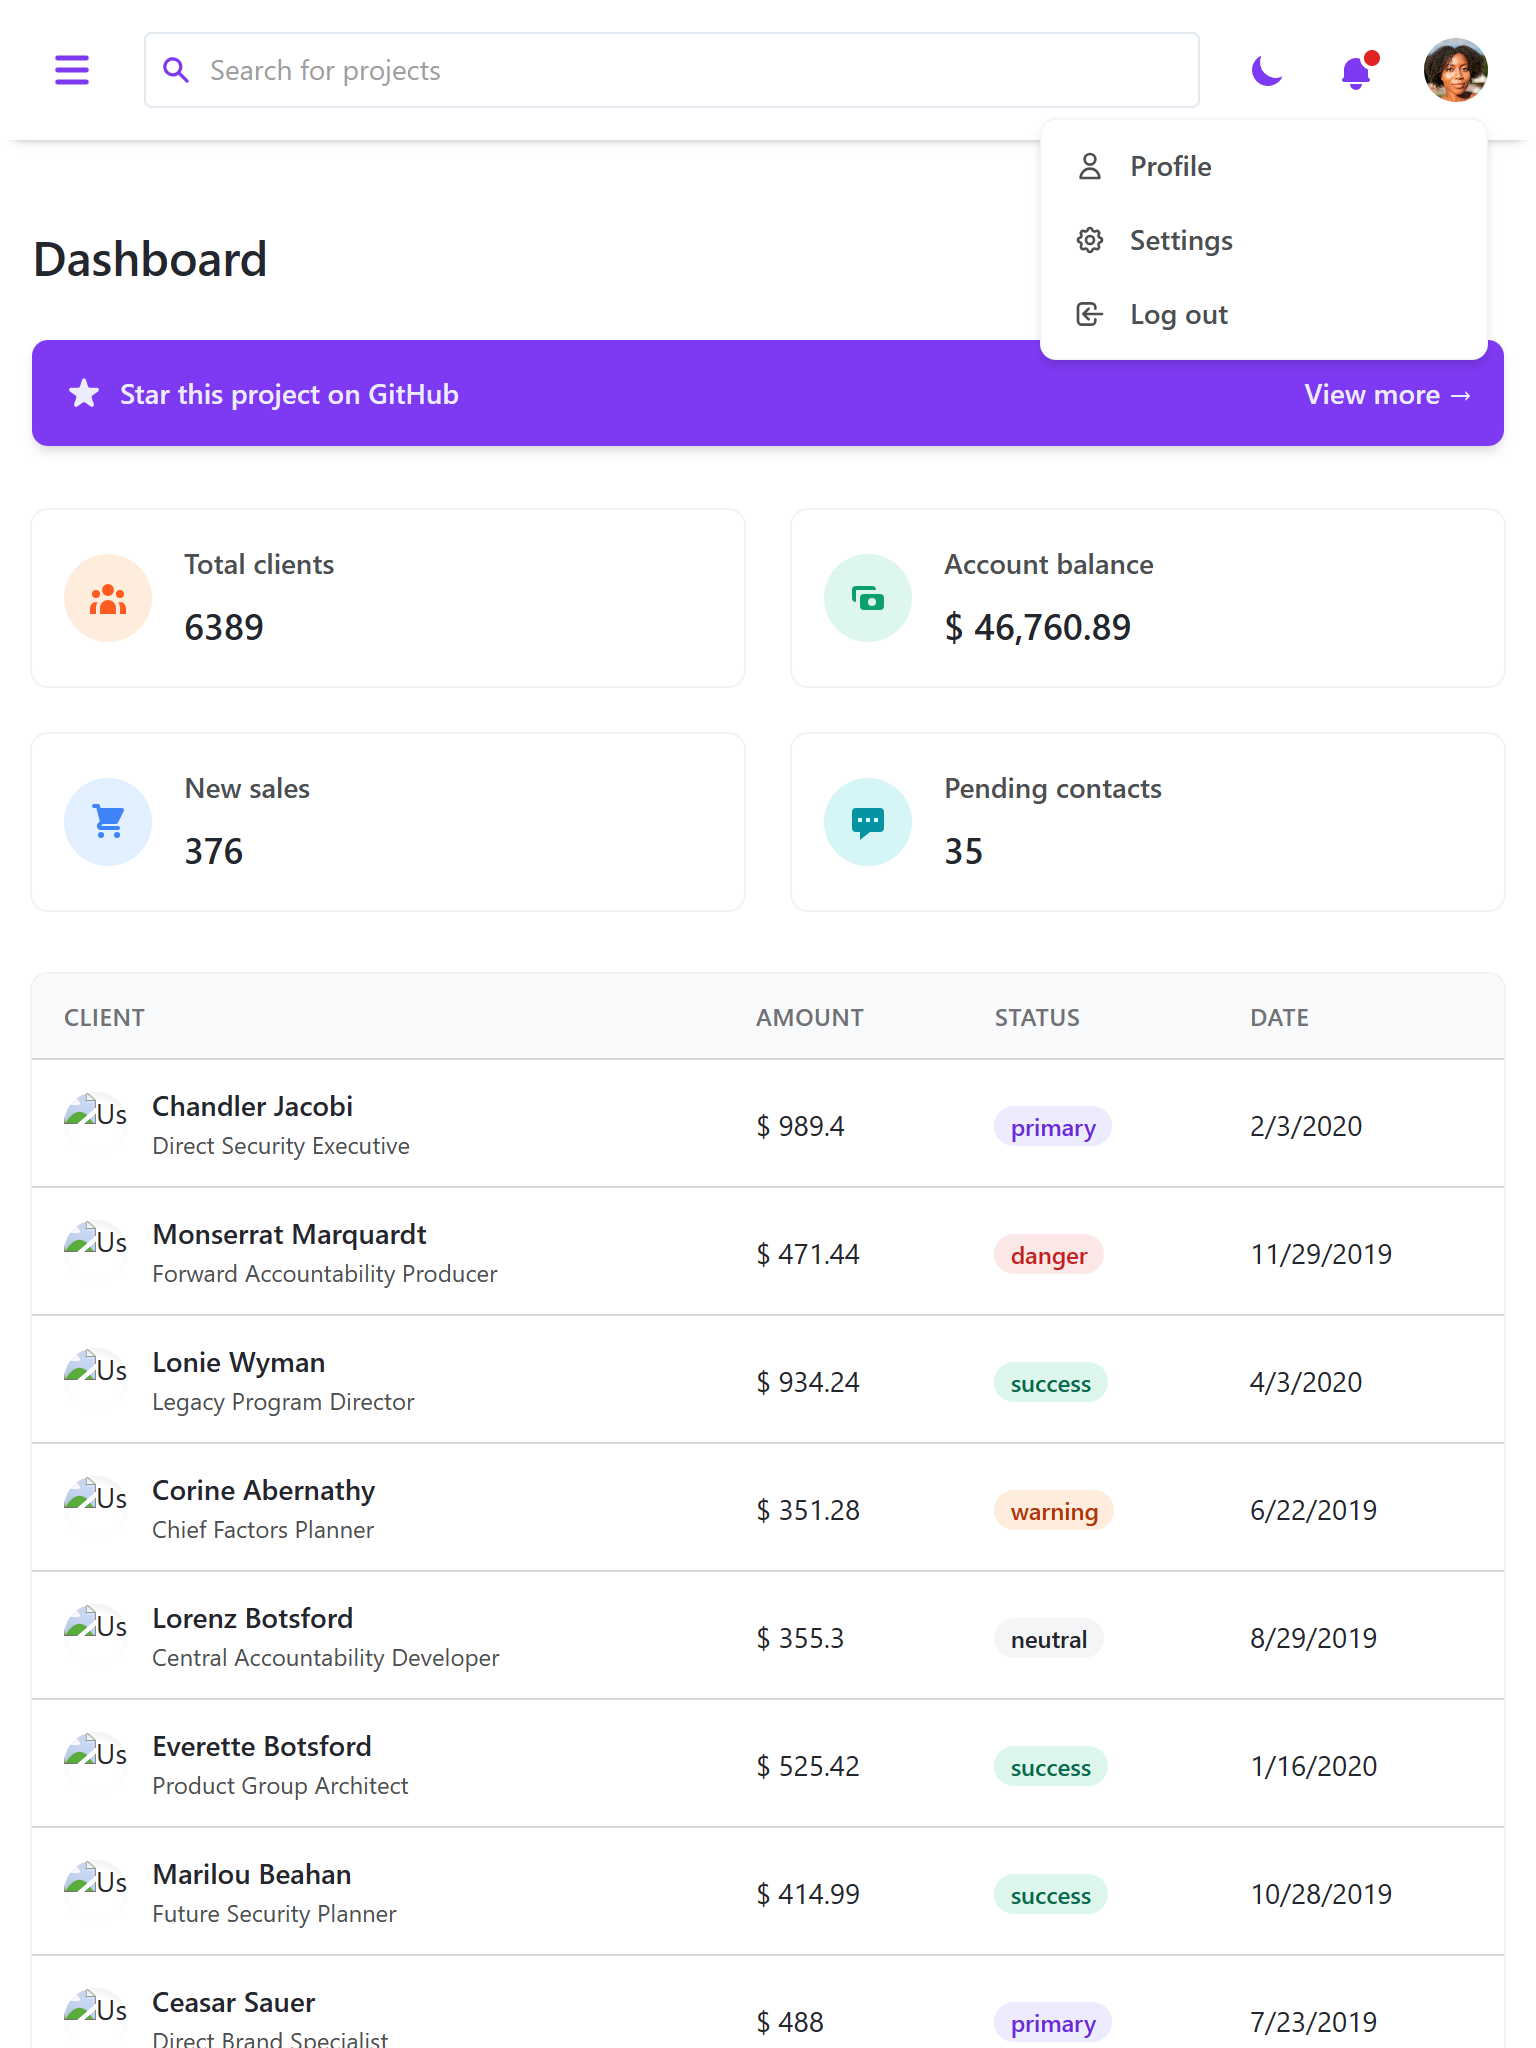 Search for projects
Profile
Settings
Log out
Dashboard
Star this project on GitHub
View more →
Total clients
6389
Account balance
$ 46,760.89
New sales
376
Pending contacts
35
CLIENT AMOUNT STATUS DATE
Us
Chandler Jacobi
Direct Security Executive
$ 989.4
primary
2/3/2020
Us
Monserrat Marquardt
Forward Accountability Producer
$ 471.44
danger
11/29/2019
Us
Lonie Wyman
Legacy Program Director
$ 934.24
success
4/3/2020
Us
Corine Abernathy
Chief Factors Planner
$ 351.28
warning
6/22/2019
Us
Lorenz Botsford
Central Accountability Developer
$ 355.3
neutral
8/29/2019
Us
Everette Botsford
Product Group Architect
$ 525.42
success
1/16/2020
Us
Marilou Beahan
Future Security Planner
$ 414.99
success
10/28/2019
Us
Ceasar Sauer
Direct Brand Specialist
$ 488
primary
7/23/2019